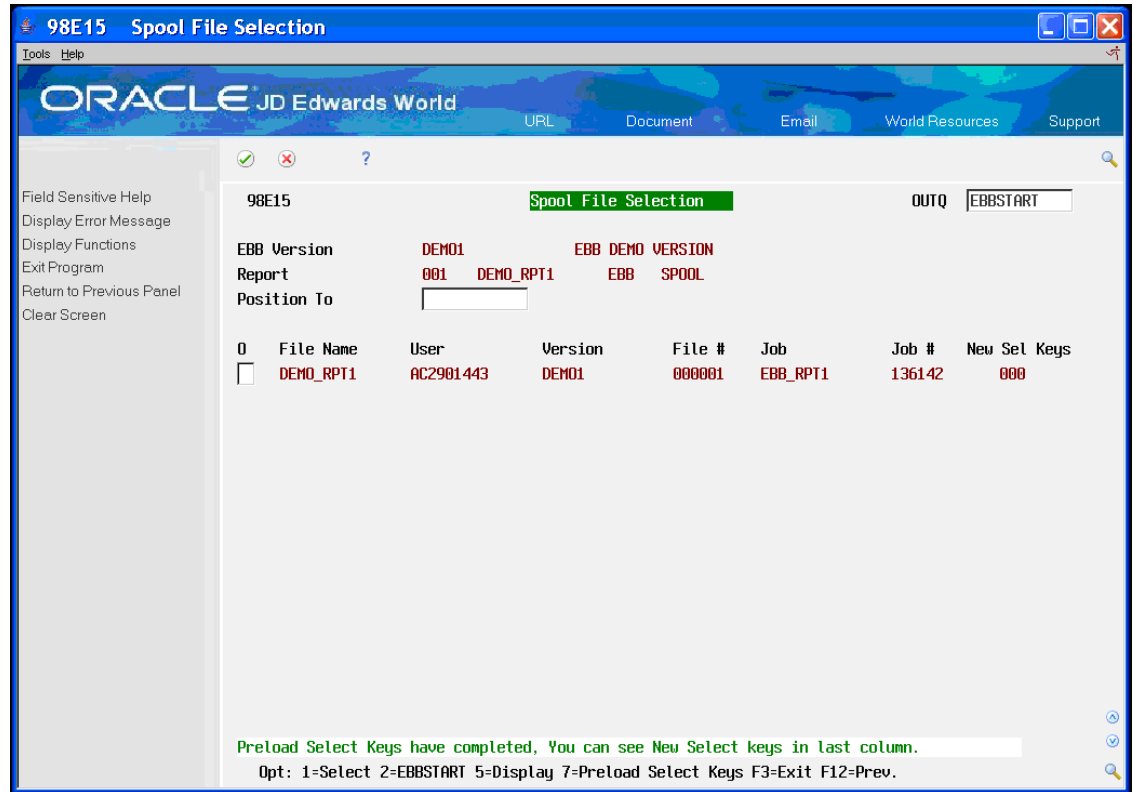 98E15 Spool File Selection
Tools Help
ORACLE JD Edwards World
URL Document Email World Resources Support
?
Field Sensitive Help
Display Error Message
Display Functions
Exit Program
Return to Previous Panel
Clear Screen
98E15 Spool File Selection OUTQ EBBSTART
EBB Version DEMO1 EBB DEMO VERSION
Report 001 DEMO_RPT1 EBB SPOOL
Position To
O File Name User Version File # Job Job # New Sel Keys
DEMO_RPT1 AC2901443 DEMO1 000001 EBB_RPT1 136142 000
Preload Select Keys have completed, You can see New Select keys in last column.
Opt: 1=Select 2=EBBSTART 5=Display 7=Preload Select Keys F3=Exit F12=Prev.